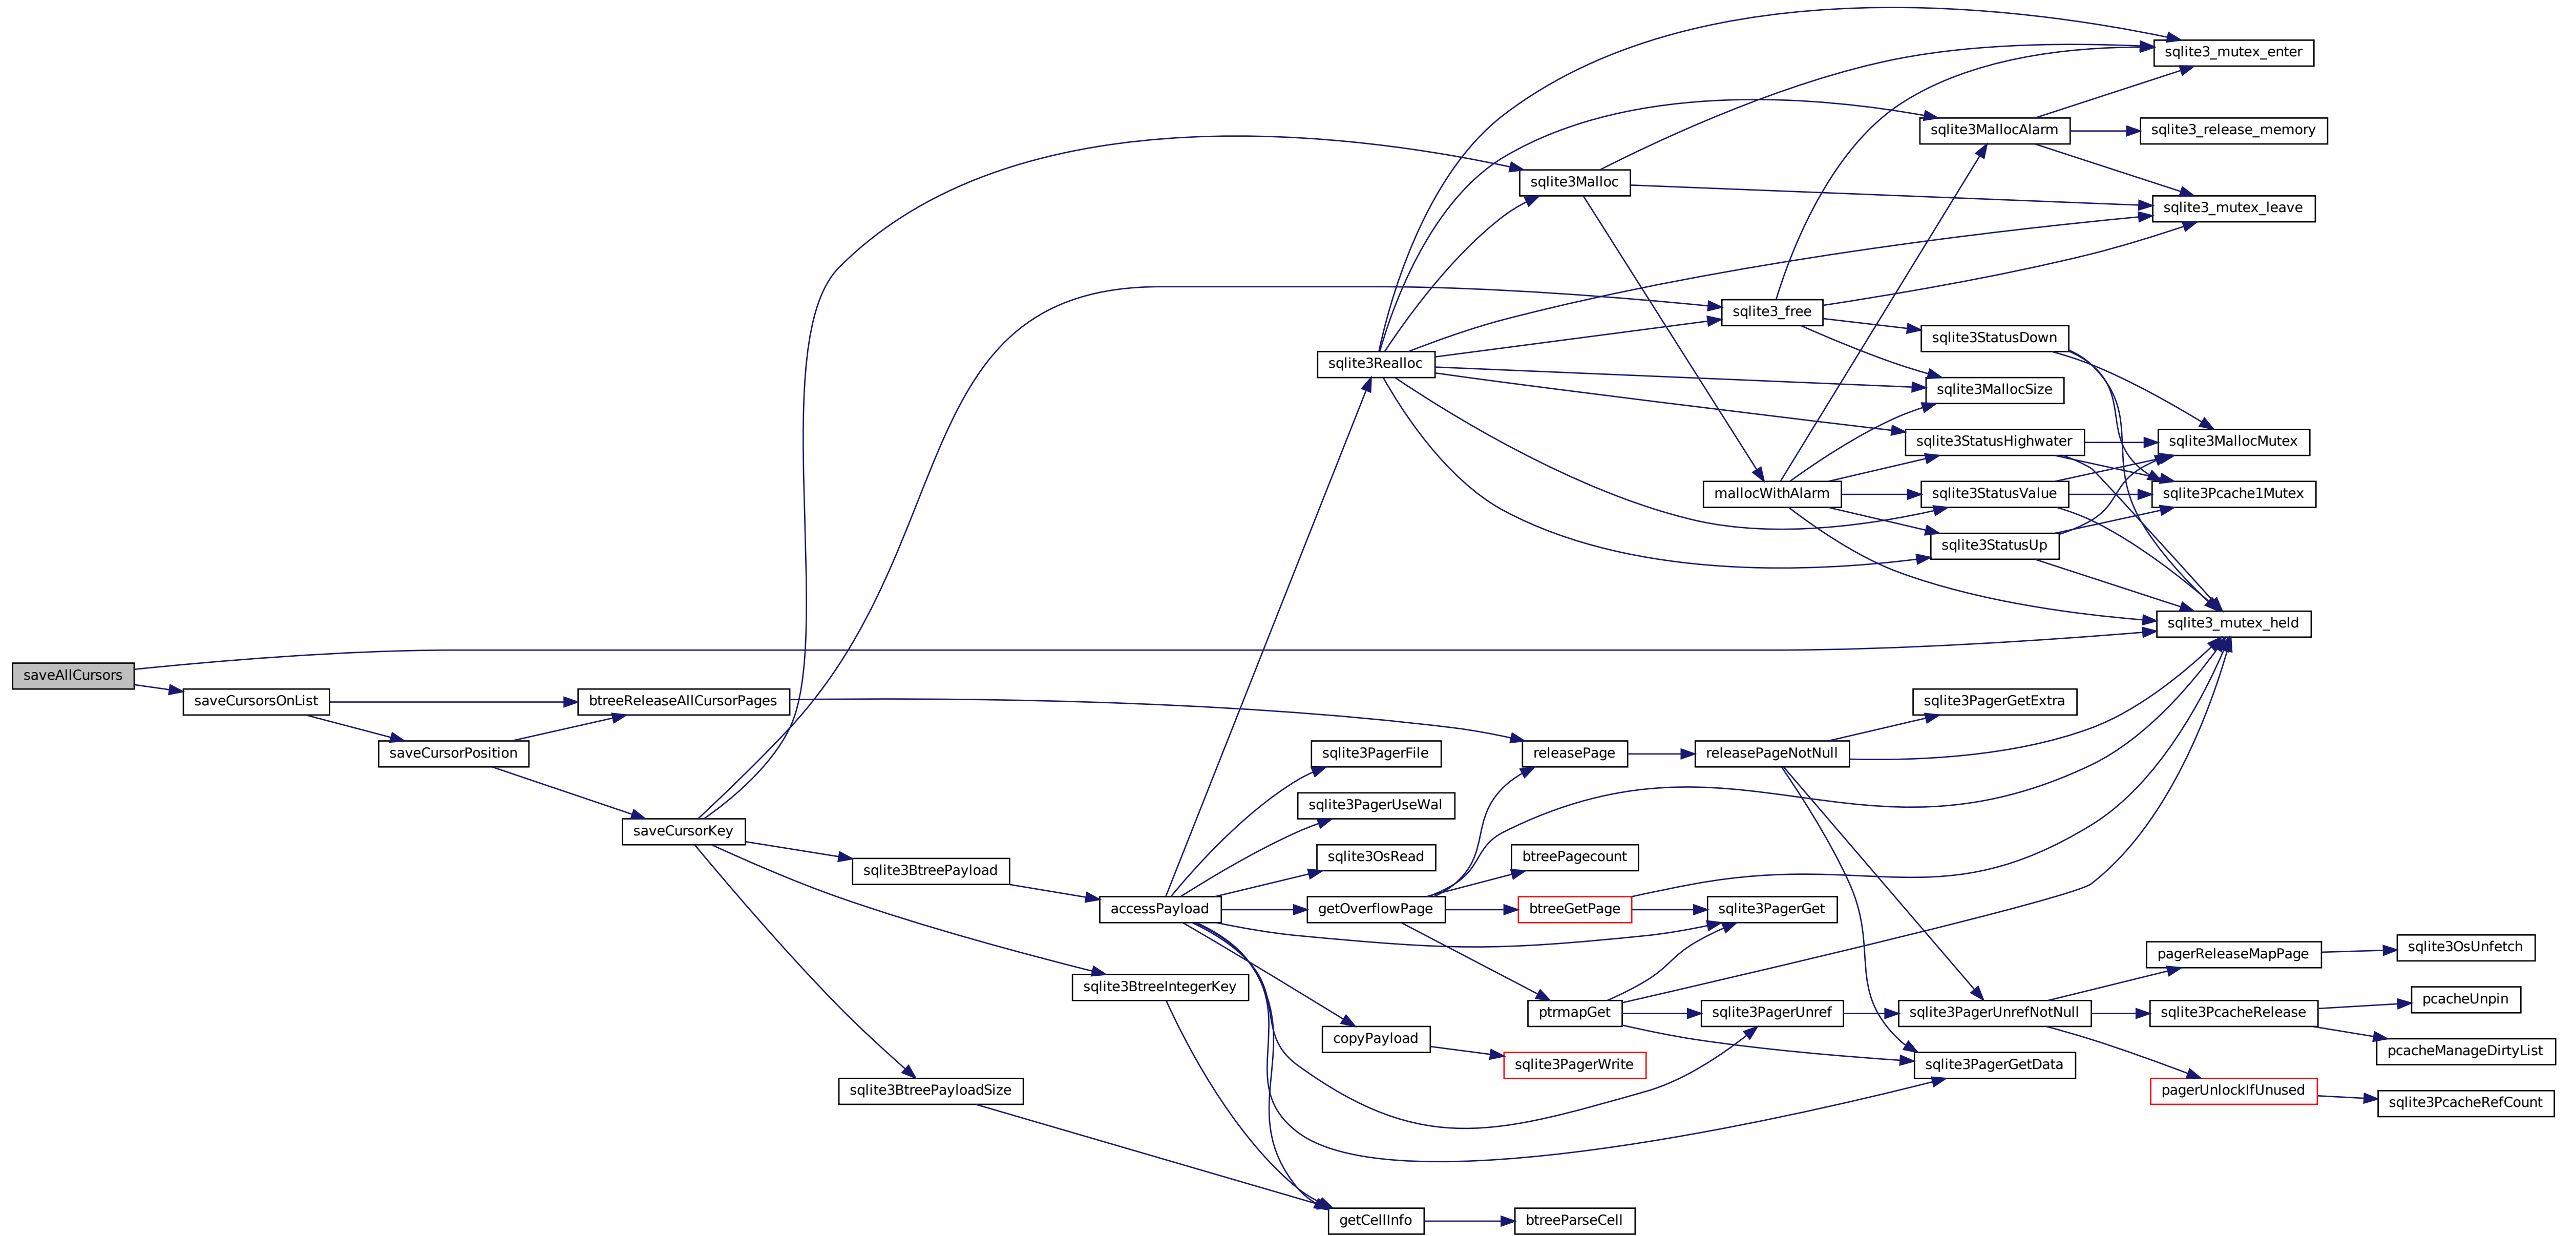 saveAllCursors
saveCursorsOnList
saveCursorPosition
btreeReleaseAllCursorPages
saveCursorKey
sqlite3BtreePayload
sqlite3BtreePayloadSize
sqlite3BtreeIntegerKey
accessPayload
sqlite3Realloc
sqlite3PagerFile
sqlite3PagerUseWal
sqlite3OsRead
getOverflowPage
copyPayload
getCellInfo
sqlite3Malloc
releasePage
btreePagecount
btreeGetPage
ptrmapGet
sqlite3PagerWrite
btreeParseCell
sqlite3_free
mallocWithAlarm
releasePageNotNull
sqlite3PagerGet
sqlite3PagerUnref
sqlite3MallocAlarm
sqlite3StatusDown
sqlite3MallocSize
sqlite3StatusHighwater
sqlite3StatusValue
sqlite3StatusUp
sqlite3PagerGetExtra
sqlite3PagerUnrefNotNull
sqlite3PagerGetData
sqlite3_mutex_enter
sqlite3_release_memory
sqlite3_mutex_leave
sqlite3MallocMutex
sqlite3Pcache1Mutex
sqlite3_mutex_held
pagerReleaseMapPage
sqlite3PcacheRelease
pagerUnlockIfUnused
sqlite3OsUnfetch
pcacheUnpin
pcacheManageDirtyList
sqlite3PcacheRefCount